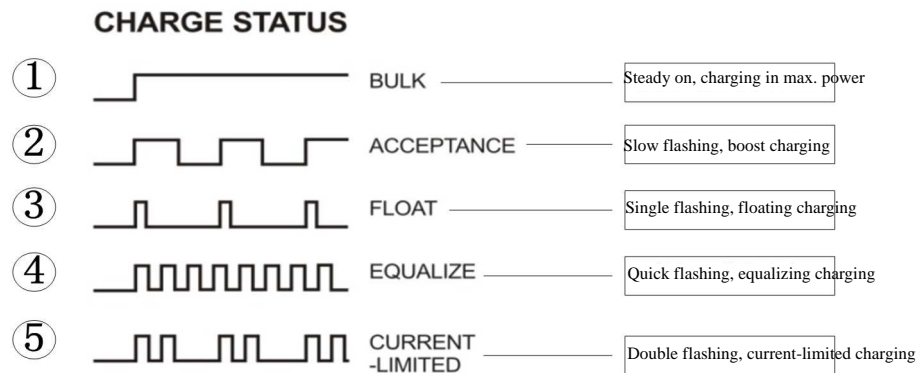 CHARGE STATUS
① BULK Steady on, charging in max. power
② ACCEPTANCE Slow flashing, boost charging
③ FLOAT Single flashing, floating charging
④ EQUALIZE Quick flashing, equalizing charging
⑤ CURRENT
-LIMITED Double flashing, current-limited charging